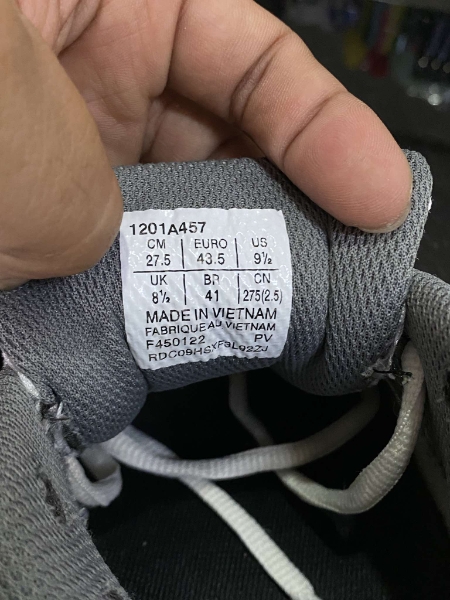 1201A457
CM EURO US
27.5 43.5 9½
UK BR CN
8½ 41 275(2.5)
MADE IN VIETNAM
FABRIQUE AU VIETNAM
F450122 PV